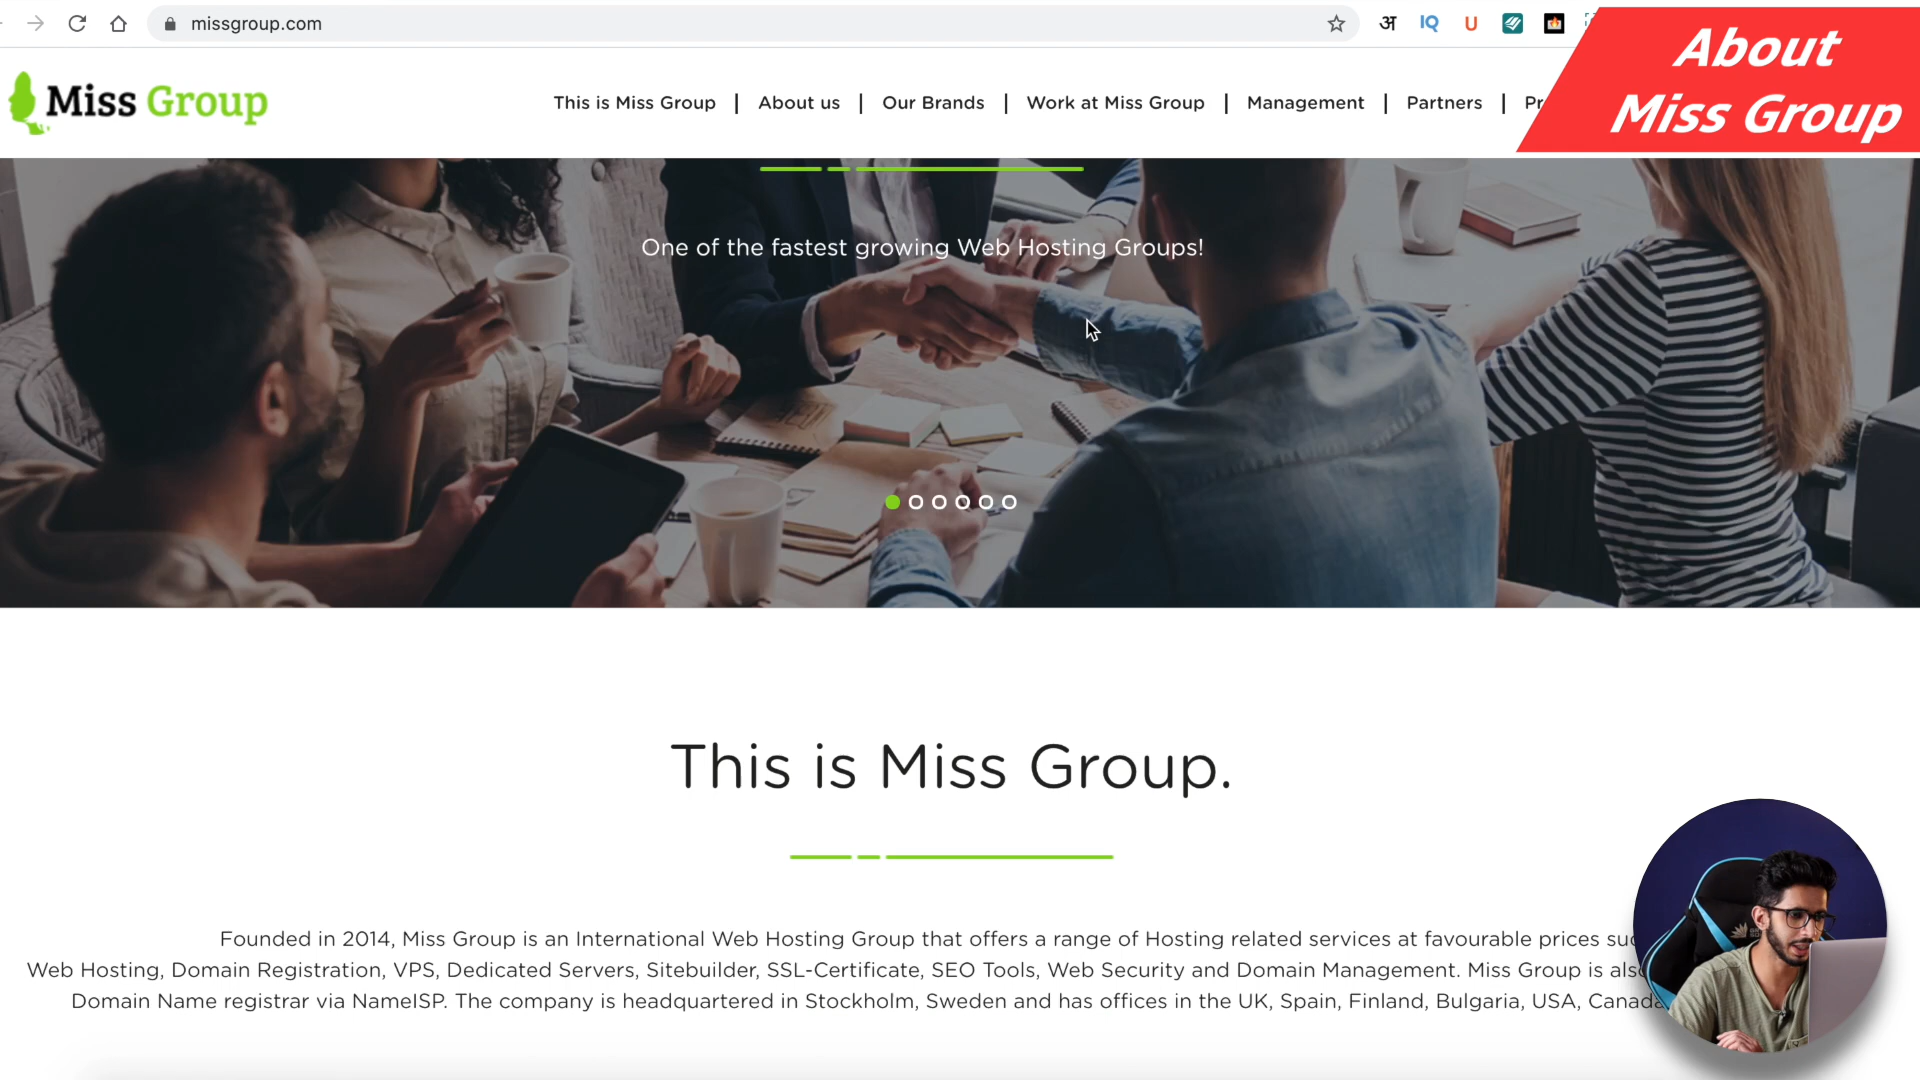 missgroup.com
अ
IQ
U
About
Miss Group
Miss Group
This is Miss Group | About us | Our Brands | Work at Miss Group | Management | Partners | Pr
One of the fastest growing Web Hosting Groups!
This is Miss Group.
Founded in 2014, Miss Group is an International Web Hosting Group that offers a range of Hosting related services at favourable prices
Web Hosting, Domain Registration, VPS, Dedicated Servers, Sitebuilder, SSL-Certificate, SEO Tools, Web Security and Domain Management. Miss Group is
Domain Name registrar via NameISP. The company is headquartered in Stockholm, Sweden and has offices in the UK, Spain, Finland, Bulgaria, USA, Canada